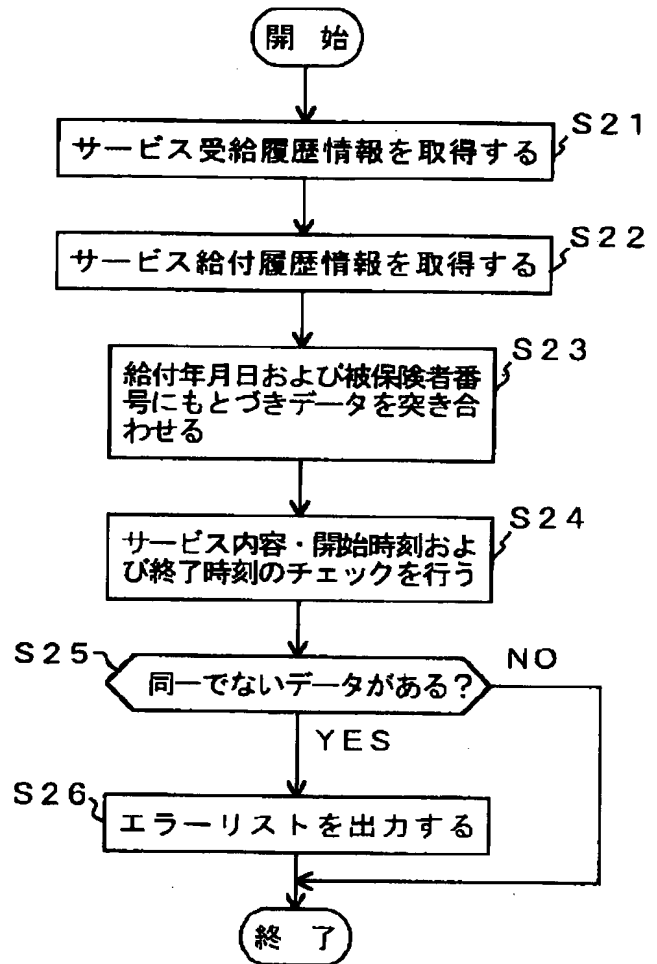 開 始
S21
サービス受給履歴情報を取得する
S22
サービス給付履歴情報を取得する
S23
給付年月日および被保険者番
号にもとづきデータを突き合
わせる
S24
サービス内容・開始時刻およ
び終了時刻のチェックを行う
S25
同一でないデータがある?
NO
YES
S26
エラーリストを出力する
終 了